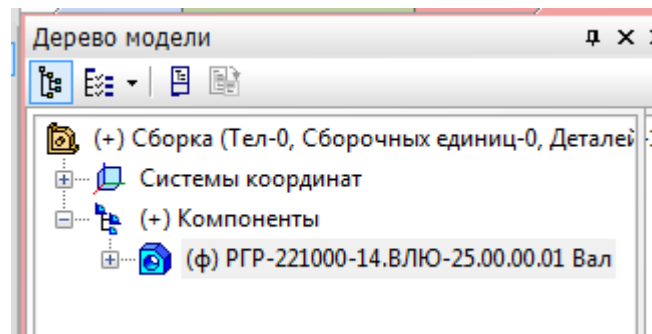 Дерево модели
(+) Сборка (Тел-0, Сборочных единиц-0, Деталей
Системы координат
(+) Компоненты
(ф) РГР-221000-14.ВЛЮ-25.00.00.01 Вал